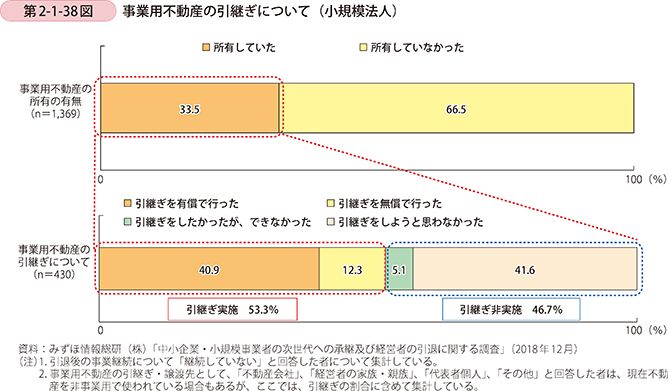 第2-1-38図 事業用不動産の引継ぎについて（小規模法人）
所有していた 所有していなかった
事業用不動産の
所有の有無
（n＝1,369）
33.5 66.5
0 100（%）
引継ぎを有償で行った 引継ぎを無償で行った
引継ぎをしたかったが、できなかった 引継ぎをしようと思わなかった
事業用不動産の
引継ぎについて
（n＝430）
40.9 12.3 5.1 41.6
引継ぎ実施 53.3% 引継ぎ非実施 46.7%
0 100（%）
資料：みずほ情報総研（株）「中小企業・小規模事業者の次世代への承継及び経営者の引退に関する調査」（2018年12月）
（注）1. 引退後の事業継続について「継続していない」と回答した者について集計している。
2. 事業用不動産の引継ぎ・譲渡先として、「不動産会社」、「経営者の家族・親族」、「代表者個人」、「その他」と回答した者は、現在不動
産を非事業用で使われている場合もあるが、ここでは、引継ぎの割合に含めて集計している。